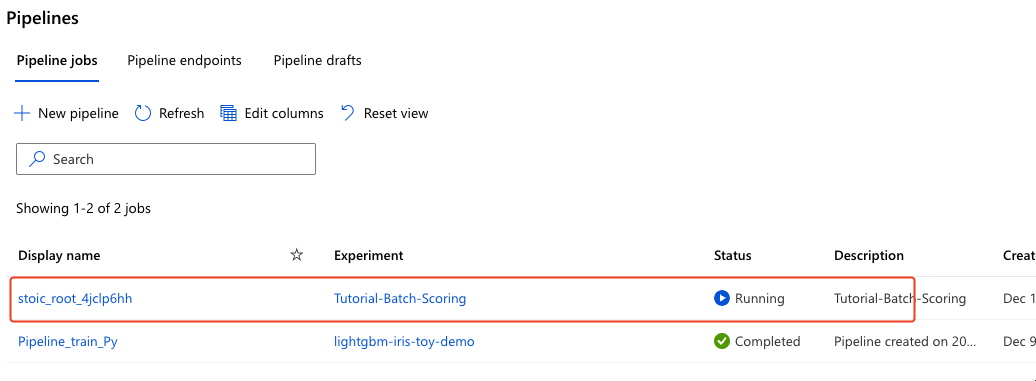 Pipelines
Pipeline jobs Pipeline endpoints Pipeline drafts
New pipeline Refresh Edit columns Reset view
Search
Showing 1-2 of 2 jobs
Display name Experiment Status Description Creat
stoic_root_4jclp6hh Tutorial-Batch-Scoring Running Tutorial-Batch-Scoring Dec 1
Pipeline_train_Py lightgbm-iris-toy-demo Completed Pipeline created on 20... Dec 9